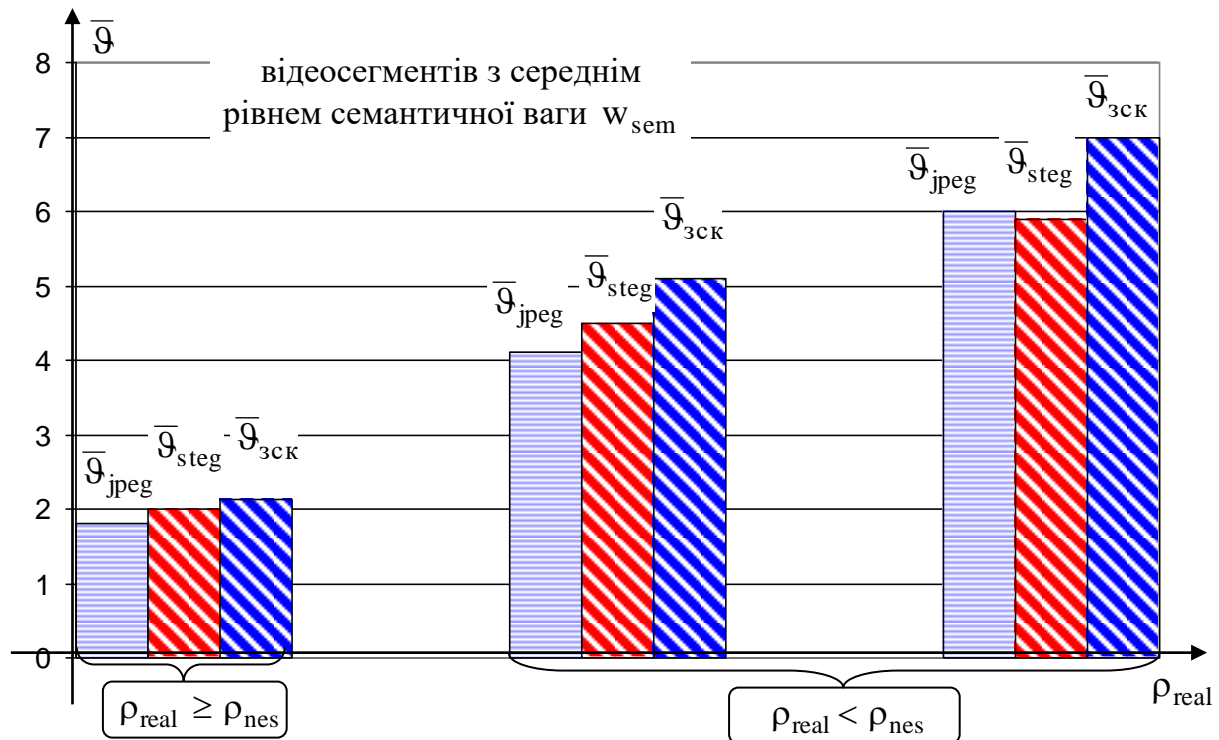 ϑ̅
8
відеосегментів з середнім
рівнем семантичної ваги w_sem
ϑ̅_зск
7
ϑ̅_jpeg ϑ̅_steg
6
ϑ̅_зск
5
ϑ̅_jpeg ϑ̅_steg
4
3
ϑ̅_jpeg ϑ̅_steg ϑ̅_зск
2
1
0
ρ_real ≥ ρ_nes
ρ_real < ρ_nes
ρ_real